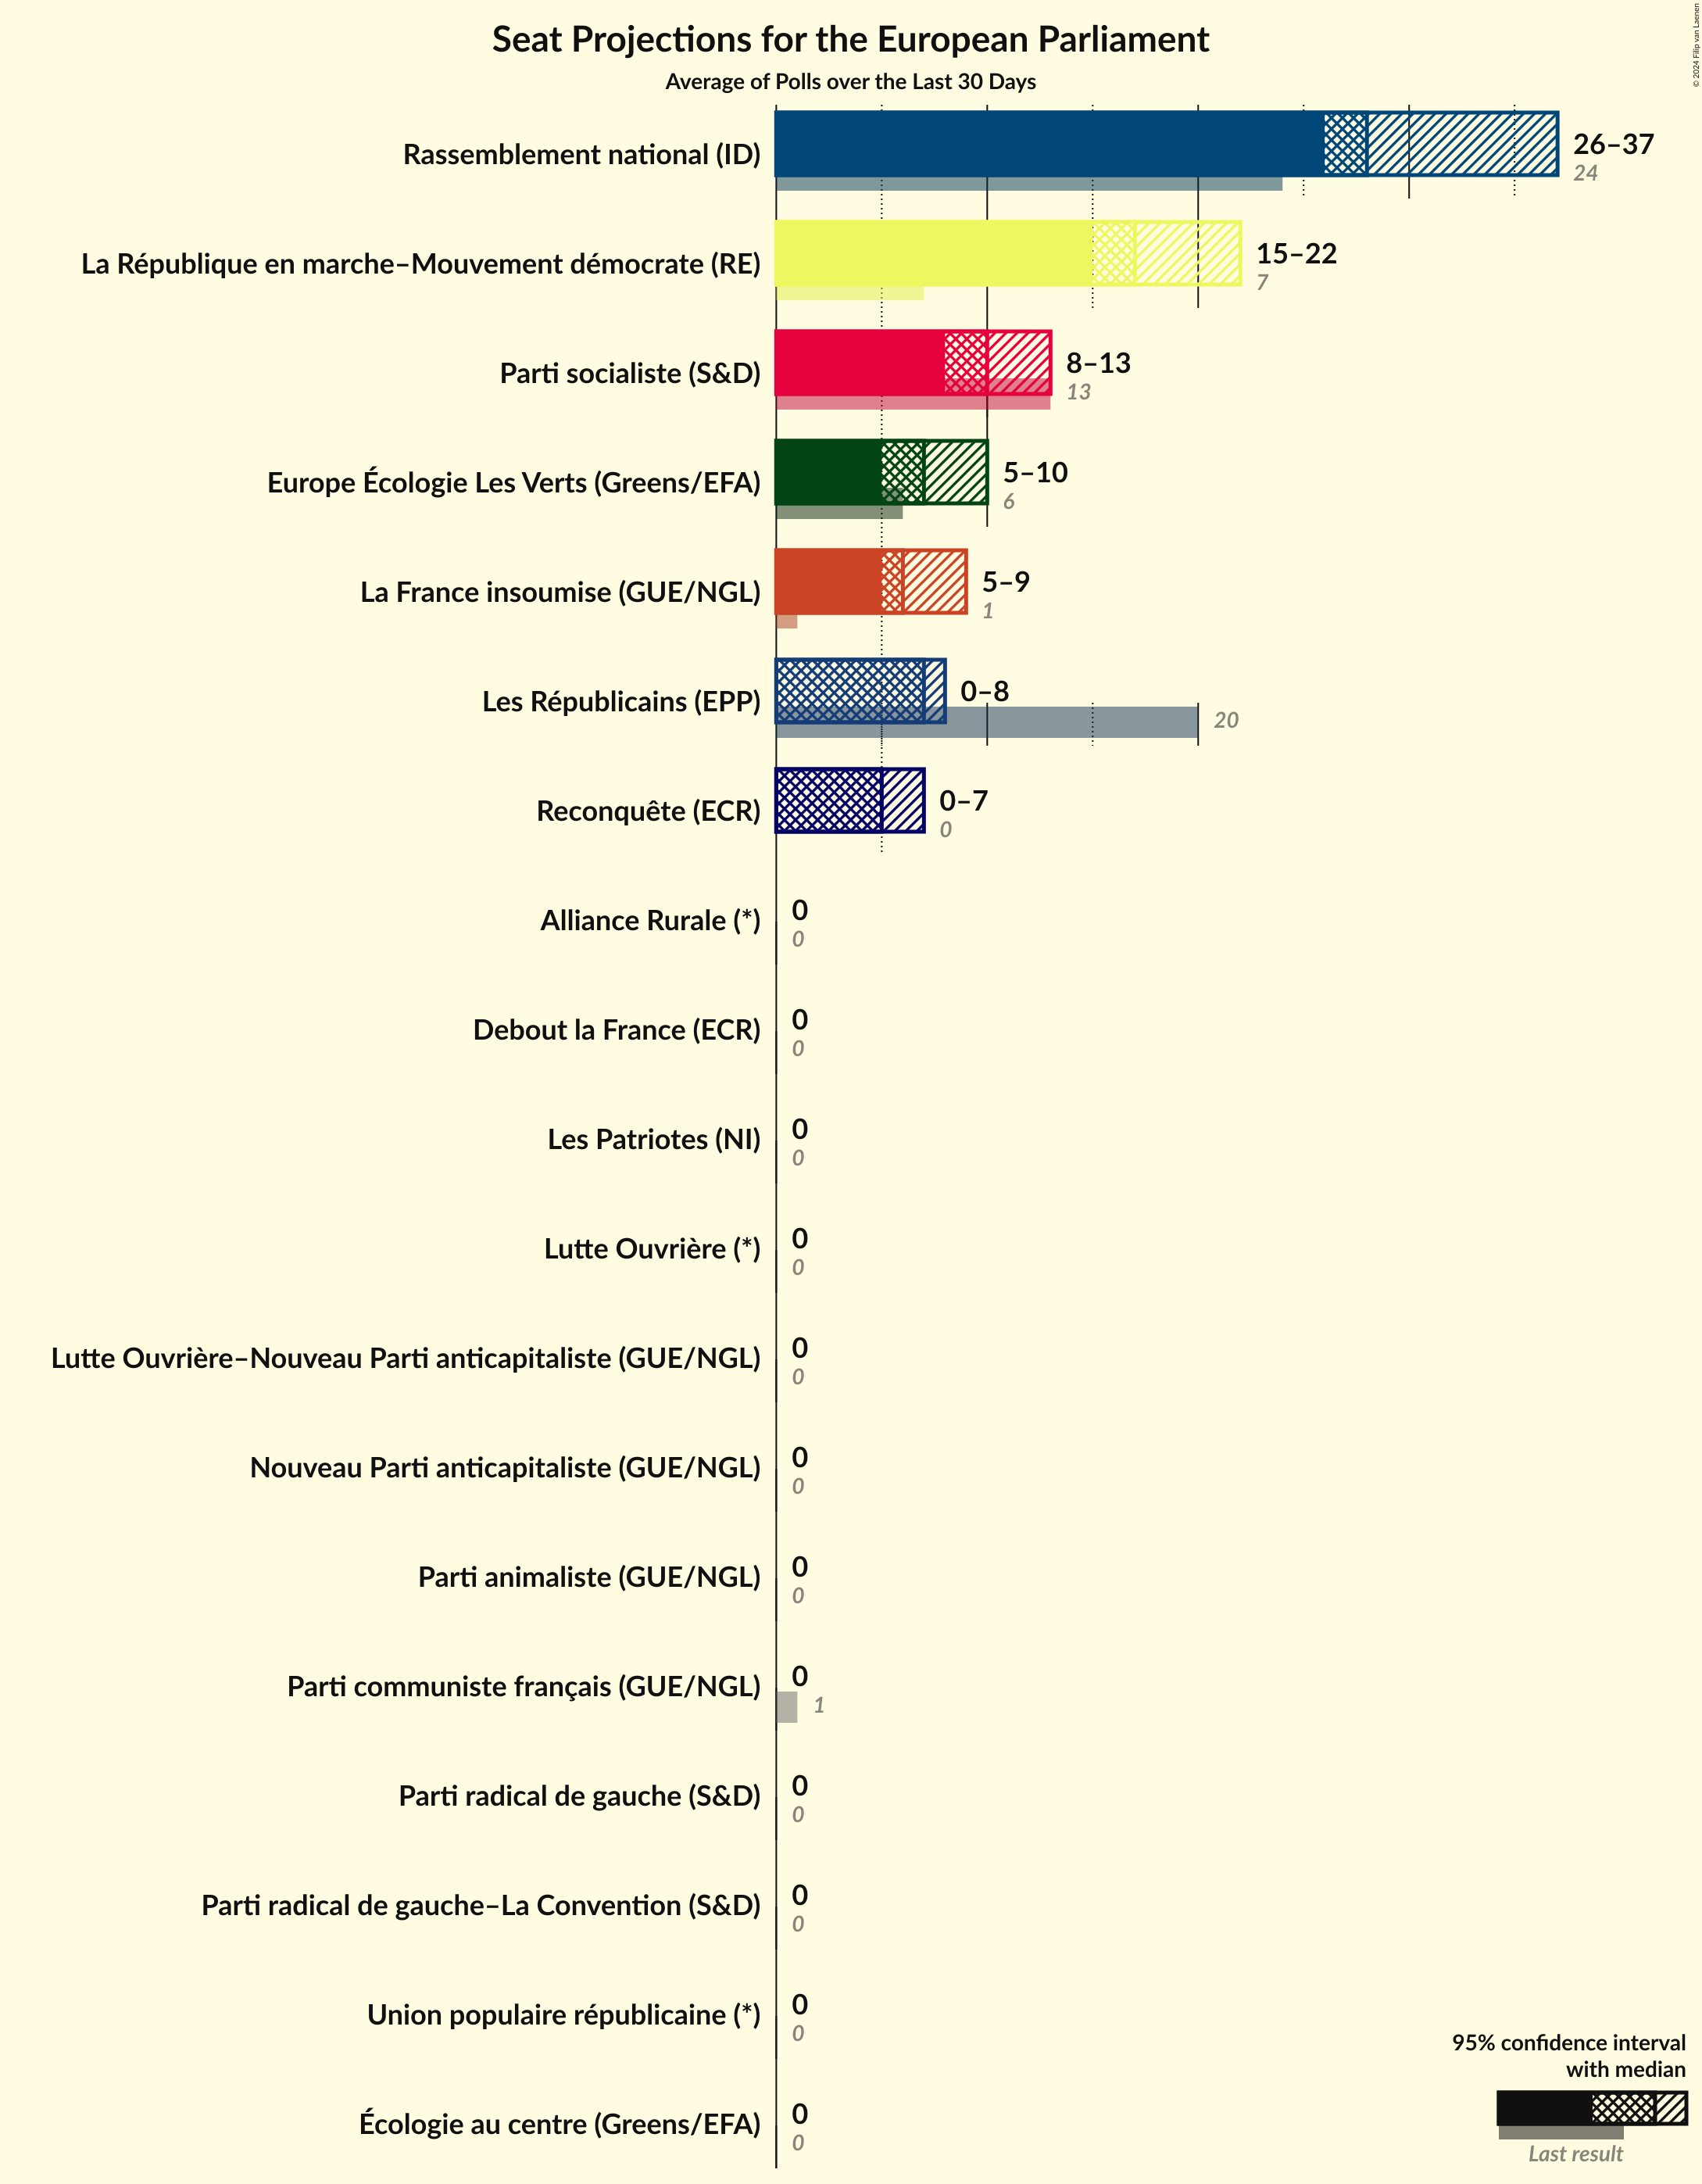 Seat Projections for the European Parliament
Average of Polls over the Last 30 Days
© 2024 Filip van Laenen
Rassemblement national (ID)
26–37
24
La République en marche–Mouvement démocrate (RE)
15–22
7
Parti socialiste (S&D)
8–13
13
Europe Écologie Les Verts (Greens/EFA)
5–10
6
La France insoumise (GUE/NGL)
5–9
1
Les Républicains (EPP)
0–8
20
Reconquête (ECR)
0–7
0
Alliance Rurale (*)
0
0
Debout la France (ECR)
0
0
Les Patriotes (NI)
0
0
Lutte Ouvrière (*)
0
0
Lutte Ouvrière–Nouveau Parti anticapitaliste (GUE/NGL)
0
0
Nouveau Parti anticapitaliste (GUE/NGL)
0
0
Parti animaliste (GUE/NGL)
0
0
Parti communiste français (GUE/NGL)
0
1
Parti radical de gauche (S&D)
0
0
Parti radical de gauche–La Convention (S&D)
0
0
Union populaire républicaine (*)
0
0
Écologie au centre (Greens/EFA)
0
0
95% confidence interval
with median
Last result